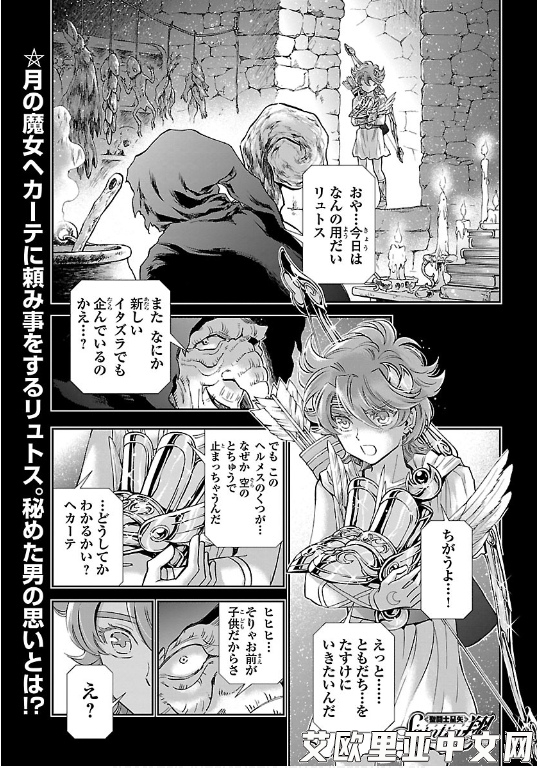 ☆月の魔女ヘカーテに頼み事をするリュトス。秘めた男の思いとは!?
おや…今日は
なんの用だい
リュトス
また なにか
新しい
イタズラでも
企んでいるの
かえ…?
ちがうよ…!
えっと……
ともだち…を
たすけに
いきたいんだ
でも この
ヘルメスのくつが…
なぜか 空の
とちゅうで
止まっちゃうんだ
…どうしてか
わかるかい?
ヘカーテ
ヒヒヒ…
そりゃお前が
子供だからさ
え?
聖闘士星矢
艾欧里亚中文网